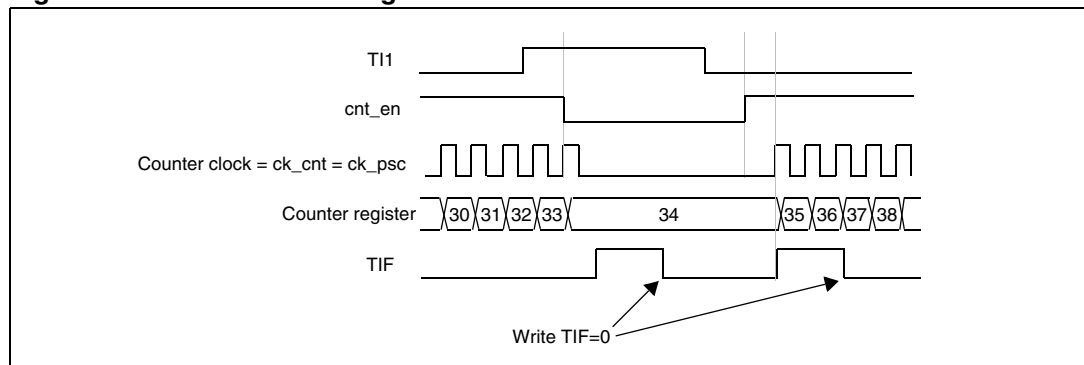 TI1
cnt_en
Counter clock = ck_cnt = ck_psc
Counter register 30 31 32 33 34 35 36 37 38
TIF
Write TIF=0